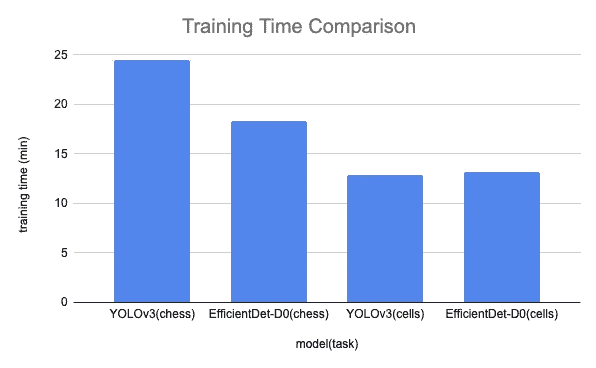 Training Time Comparison
25
20
15
10
5
0
training time (min)
YOLOv3(chess) EfficientDet-D0(chess) YOLOv3(cells) EfficientDet-D0(cells)
model(task)